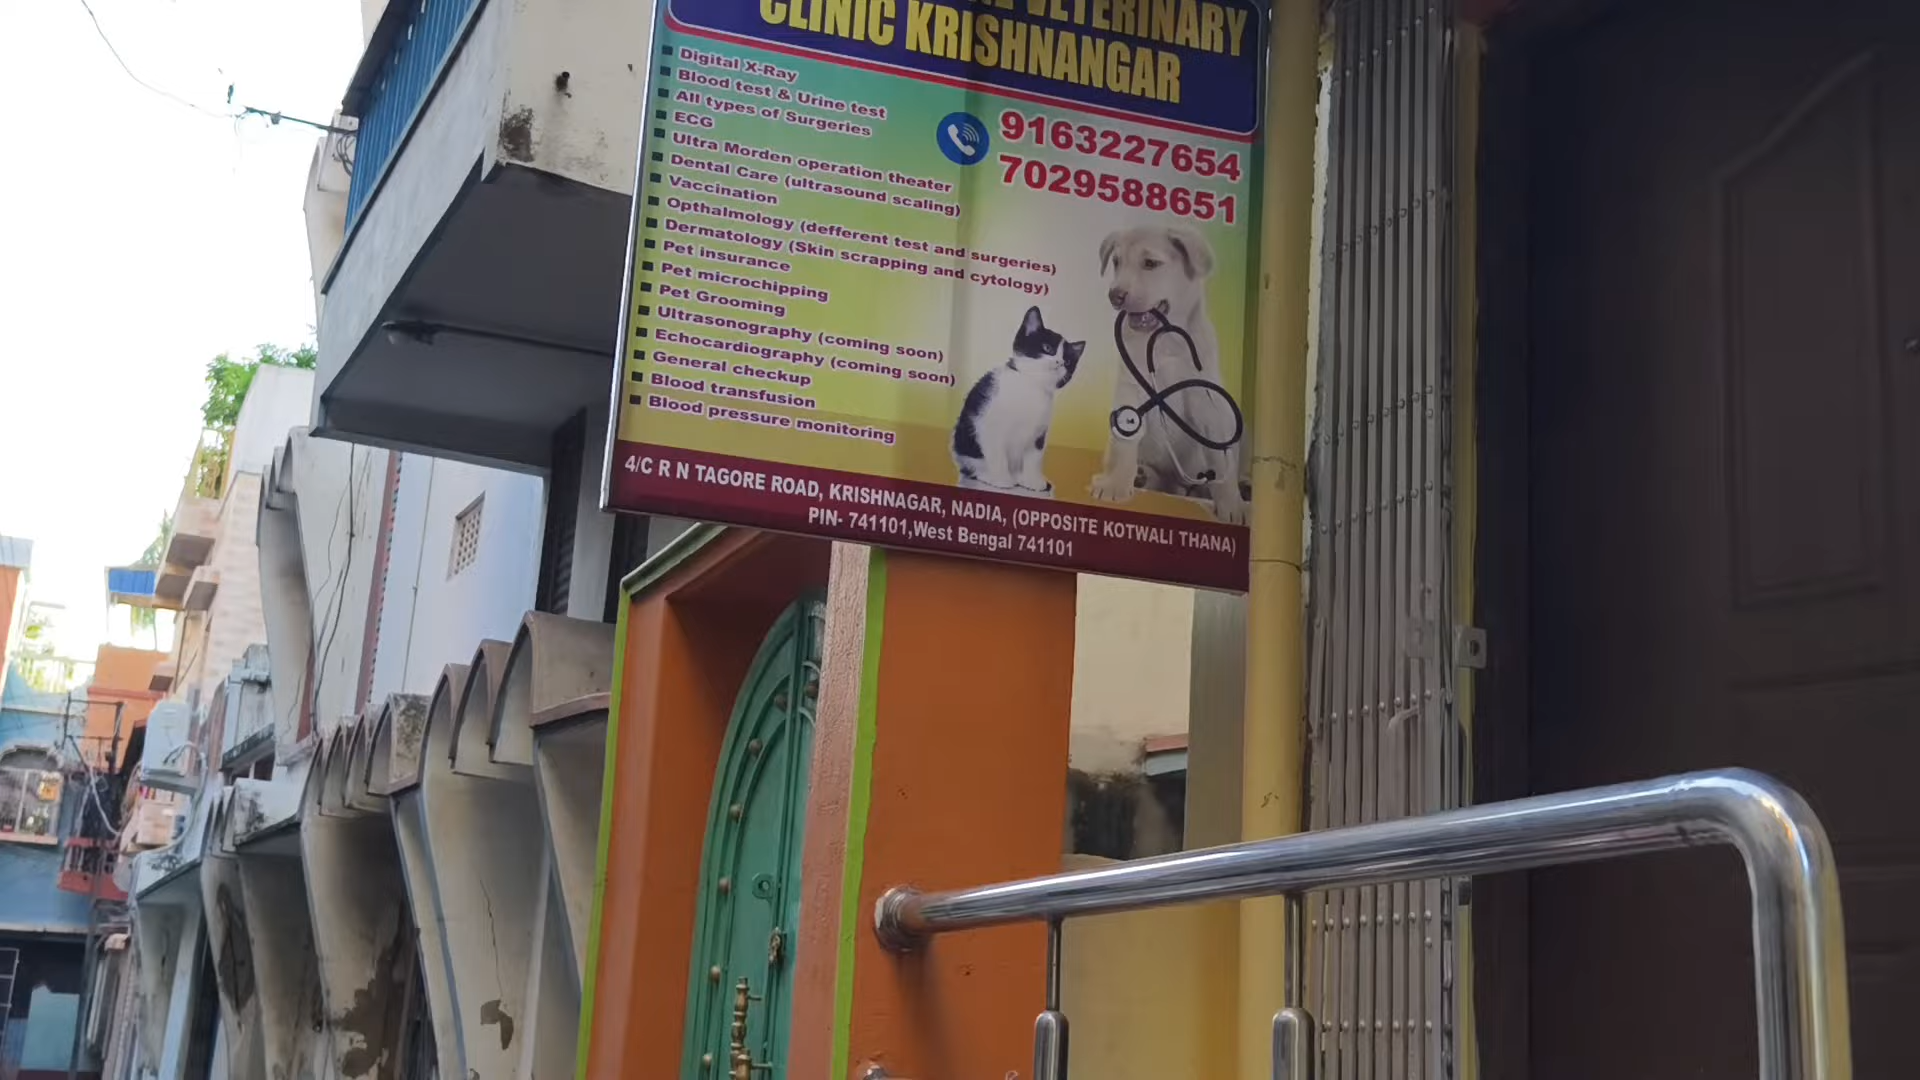 VETERINARY
CLINIC KRISHNANGAR
Digital X-Ray
Blood test & Urine test
All types of Surgeries
ECG
Ultra Morden operation theater
Dental Care (ultrasound scaling)
Vaccination
Opthalmology (defferent test and surgeries)
Dermatology (Skin scrapping and cytology)
Pet insurance
Pet microchipping
Pet Grooming
Ultrasonography (coming soon)
Echocardiography (coming soon)
General checkup
Blood transfusion
Blood pressure monitoring
9163227654
7029588651
4/C R N TAGORE ROAD, KRISHNAGAR, NADIA, (OPPOSITE KOTWALI THANA)
PIN- 741101,West Bengal 741101